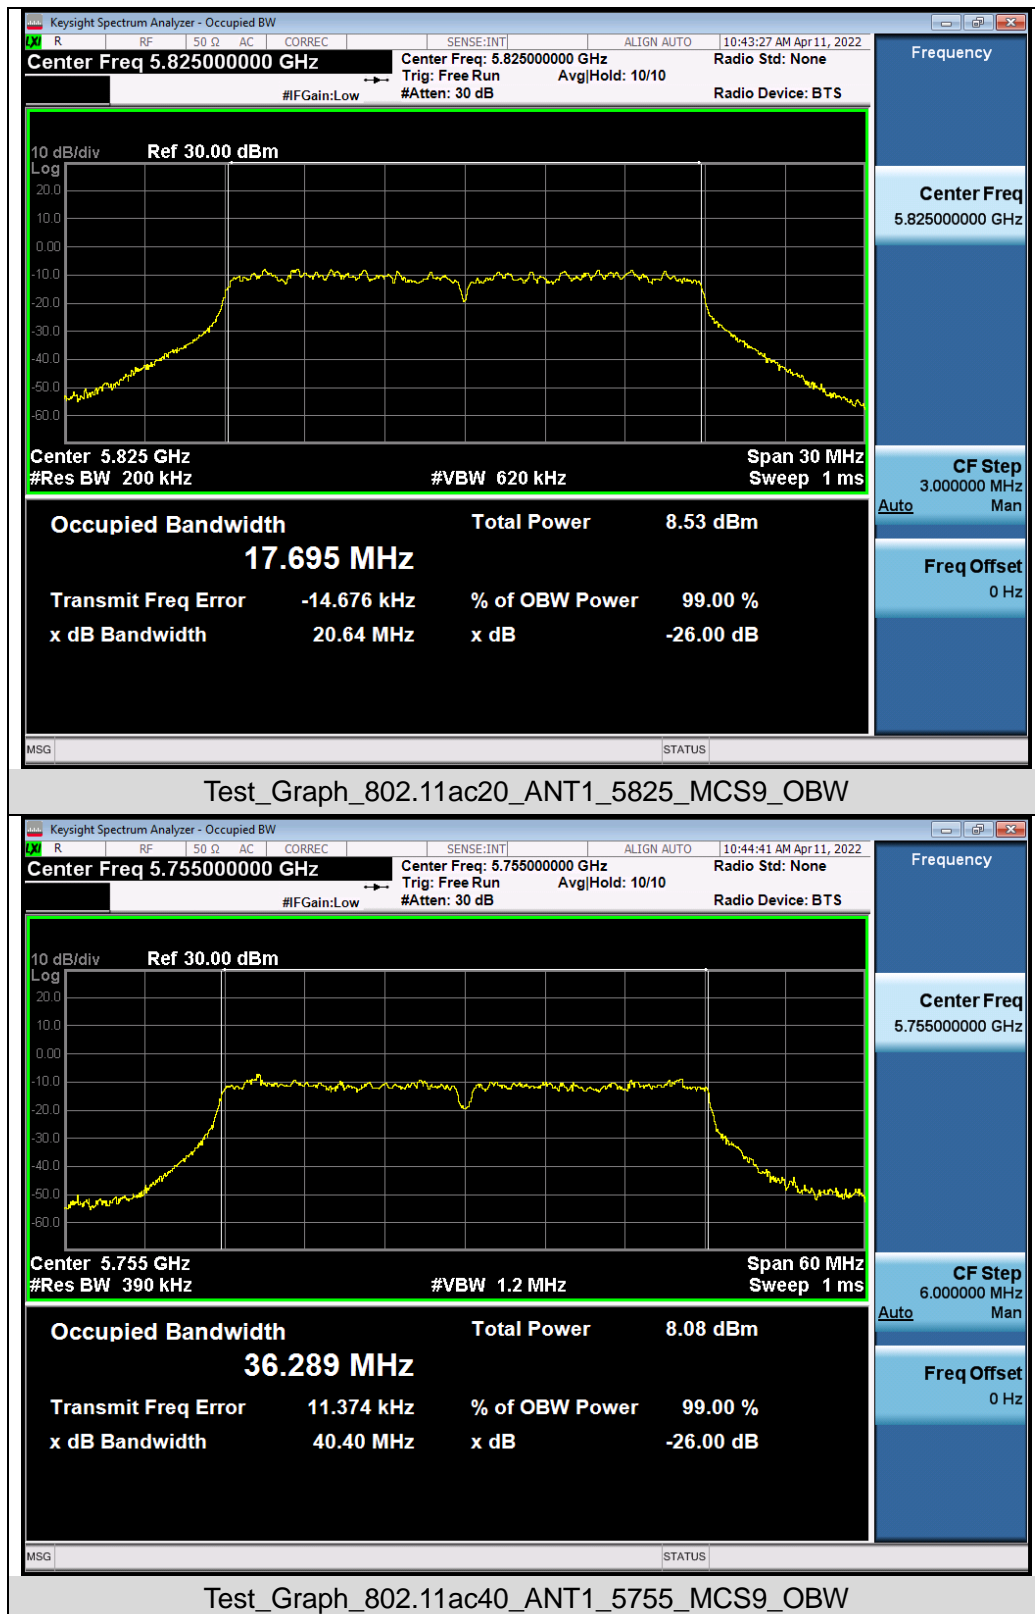 Keysight Spectrum Analyzer - Occupied BW
LXI R RF 50 Ω AC CORREC SENSE:INT ALIGN AUTO 10:43:27 AM Apr 11, 2022
Center Freq 5.825000000 GHz
Center Freq: 5.825000000 GHz Radio Std: None
Trig: Free Run Avg|Hold: 10/10
#IFGain:Low #Atten: 30 dB Radio Device: BTS
Frequency
10 dB/div Ref 30.00 dBm
Log
20.0
10.0
0.00
-10.0
-20.0
-30.0
-40.0
-50.0
-60.0
Center 5.825 GHz Span 30 MHz
#Res BW 200 kHz #VBW 620 kHz Sweep 1 ms
Center Freq
5.825000000 GHz
CF Step
3.000000 MHz
Auto Man
Freq Offset
0 Hz
Occupied Bandwidth Total Power 8.53 dBm
17.695 MHz
Transmit Freq Error -14.676 kHz % of OBW Power 99.00 %
x dB Bandwidth 20.64 MHz x dB -26.00 dB
MSG STATUS
Test_Graph_802.11ac20_ANT1_5825_MCS9_OBW
Keysight Spectrum Analyzer - Occupied BW
LXI R RF 50 Ω AC CORREC SENSE:INT ALIGN AUTO 10:44:41 AM Apr 11, 2022
Center Freq 5.755000000 GHz
Center Freq: 5.755000000 GHz Radio Std: None
Trig: Free Run Avg|Hold: 10/10
#IFGain:Low #Atten: 30 dB Radio Device: BTS
Frequency
10 dB/div Ref 30.00 dBm
Log
20.0
10.0
0.00
-10.0
-20.0
-30.0
-40.0
-50.0
-60.0
Center 5.755 GHz Span 60 MHz
#Res BW 390 kHz #VBW 1.2 MHz Sweep 1 ms
Center Freq
5.755000000 GHz
CF Step
6.000000 MHz
Auto Man
Freq Offset
0 Hz
Occupied Bandwidth Total Power 8.08 dBm
36.289 MHz
Transmit Freq Error 11.374 kHz % of OBW Power 99.00 %
x dB Bandwidth 40.40 MHz x dB -26.00 dB
MSG STATUS
Test_Graph_802.11ac40_ANT1_5755_MCS9_OBW